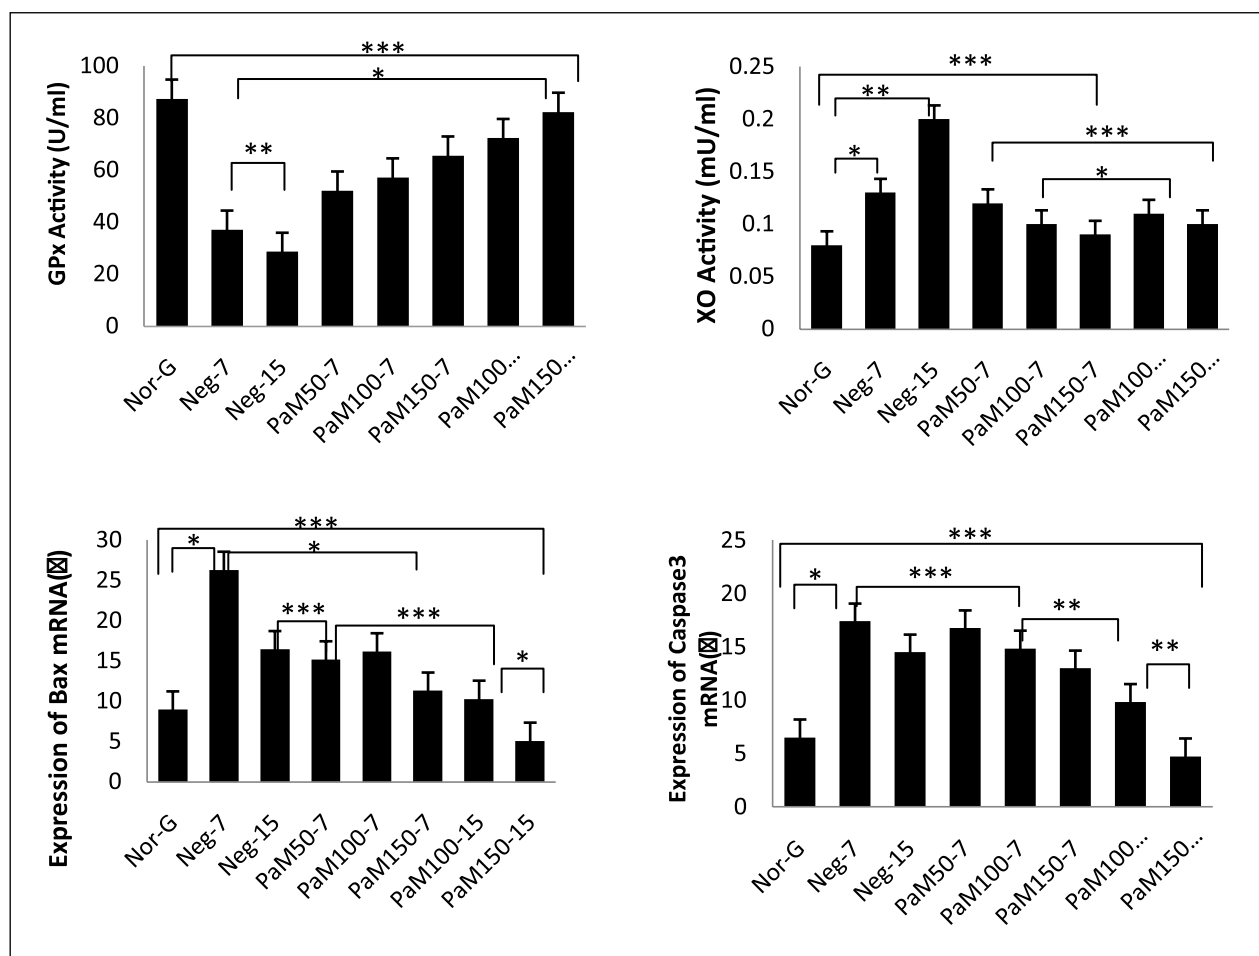 ***
*
**
GPx Activity (U/ml)
100
80
60
40
20
0
Nor-G
Neg-7
Neg-15
PaM50-7
PaM100-7
PaM150-7
PaM100...
PaM150...
***
**
*
***
*
XO Activity (mU/ml)
0.25
0.2
0.15
0.1
0.05
0
Nor-G
Neg-7
Neg-15
PaM50-7
PaM100-7
PaM150-7
PaM100...
PaM150...
***
*
*
***
***
*
Expression of Bax mRNA(
30
25
20
15
10
5
0
Nor-G
Neg-7
Neg-15
PaM50-7
PaM100-7
PaM150-7
PaM100-15
PaM150-15
***
*
***
**
**
Expression of Caspase3
mRNA(
25
20
15
10
5
0
Nor-G
Neg-7
Neg-15
PaM50-7
PaM100-7
PaM150-7
PaM100...
PaM150...